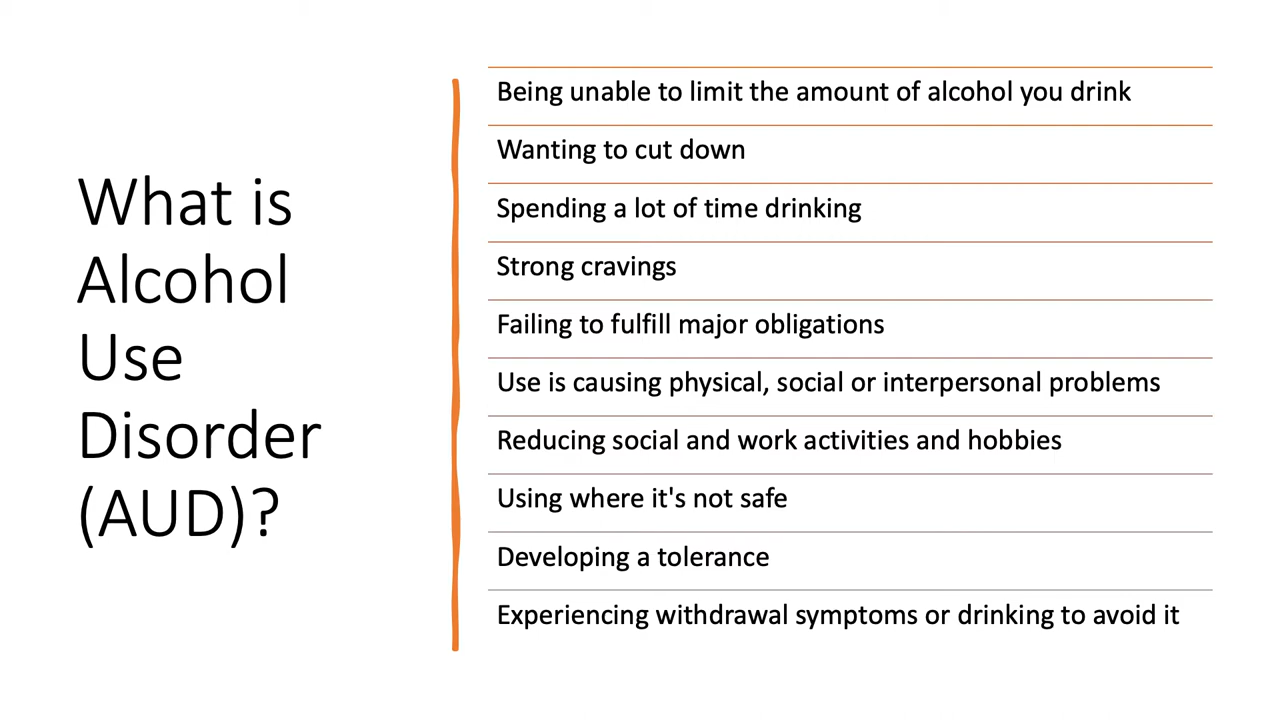 What is
Alcohol
Use
Disorder
(AUD)?
Being unable to limit the amount of alcohol you drink
Wanting to cut down
Spending a lot of time drinking
Strong cravings
Failing to fulfill major obligations
Use is causing physical, social or interpersonal problems
Reducing social and work activities and hobbies
Using where it's not safe
Developing a tolerance
Experiencing withdrawal symptoms or drinking to avoid it